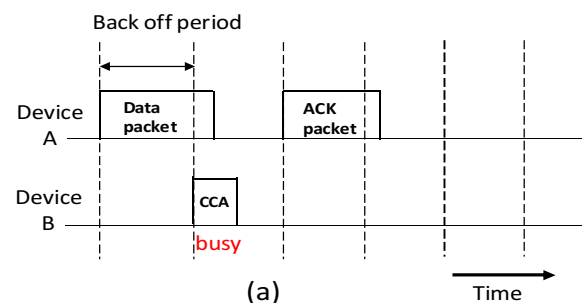 Back off period
Device
A
Data
packet
ACK
packet
Device
B
CCA
busy
(a)
Time